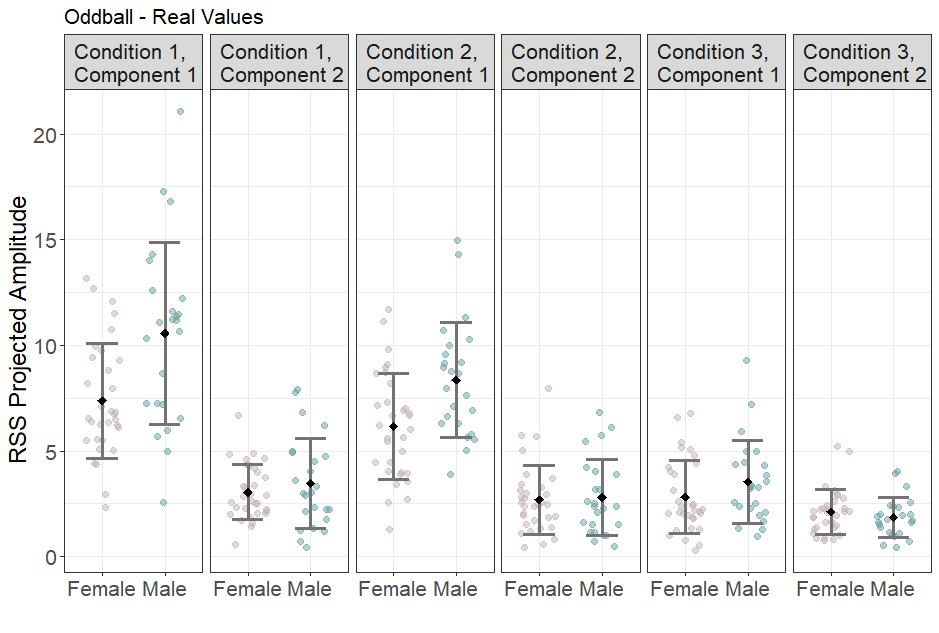 Oddball - Real Values
Condition 1,
Component 1
Condition 1,
Component 2
Condition 2,
Component 1
Condition 2,
Component 2
Condition 3,
Component 1
Condition 3,
Component 2
RSS Projected Amplitude
20
15
10
5
0
Female Male
Female Male
Female Male
Female Male
Female Male
Female Male